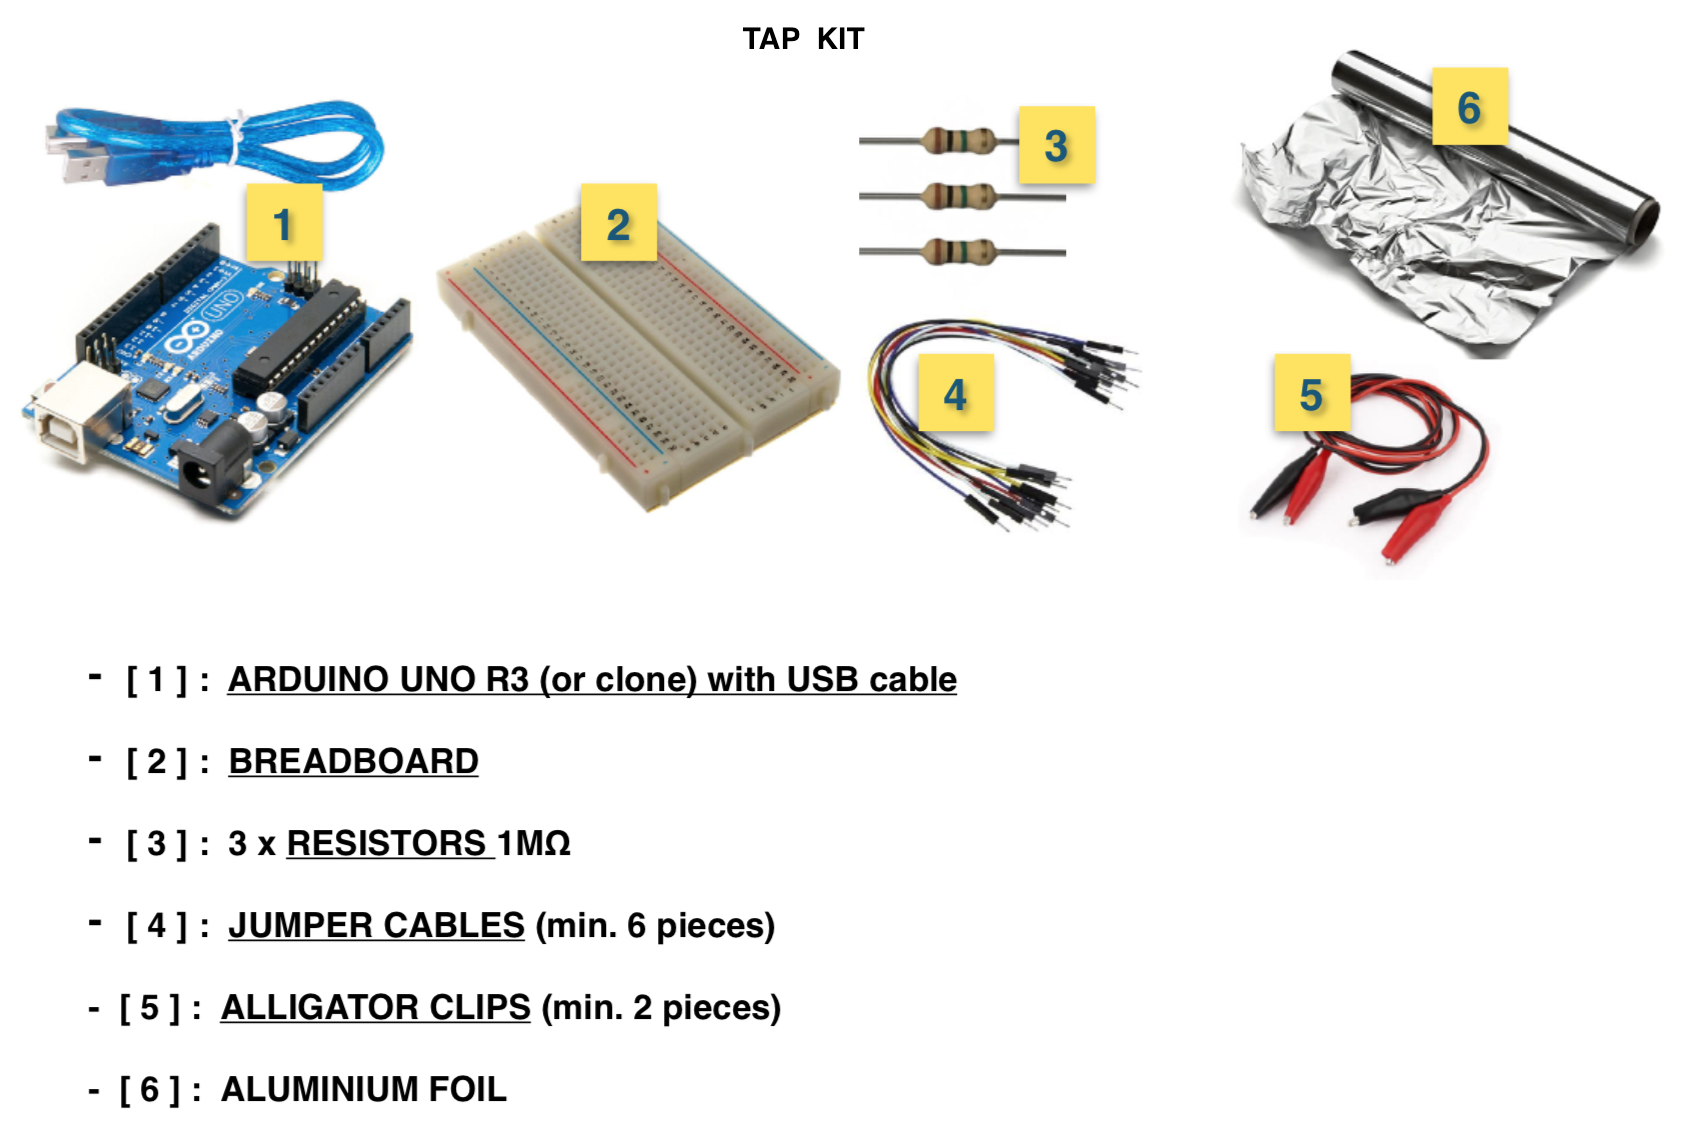 TAP KIT
1
2
3
4
5
6
UNO
ARDUINO
- [ 1 ] : ARDUINO UNO R3 (or clone) with USB cable
- [ 2 ] : BREADBOARD
- [ 3 ] : 3 x RESISTORS 1MΩ
- [ 4 ] : JUMPER CABLES (min. 6 pieces)
- [ 5 ] : ALLIGATOR CLIPS (min. 2 pieces)
- [ 6 ] : ALUMINIUM FOIL